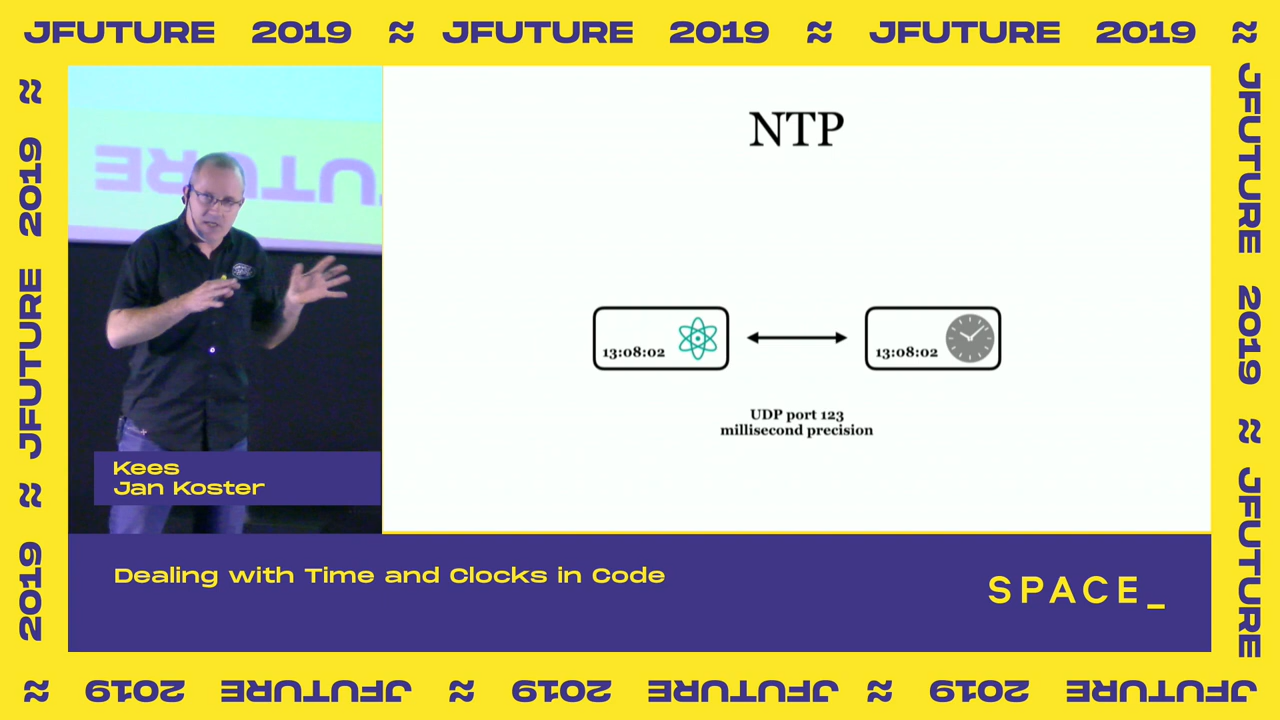 JFUTURE 2019 ≈ JFUTURE 2019 ≈ JFUTURE 2019 ≈
JFUTURE 2019 ≈ JFUTURE 2019 ≈
JFUTURE
NTP
13:08:02
13:08:02
UDP port 123
millisecond precision
Kees
Jan Koster
Dealing with Time and Clocks in Code
SPACE_
JFUTURE 2019 ≈ JFUTURE
JFUTURE 2019 ≈ JFUTURE 2019 ≈ JFUTURE 2019 ≈